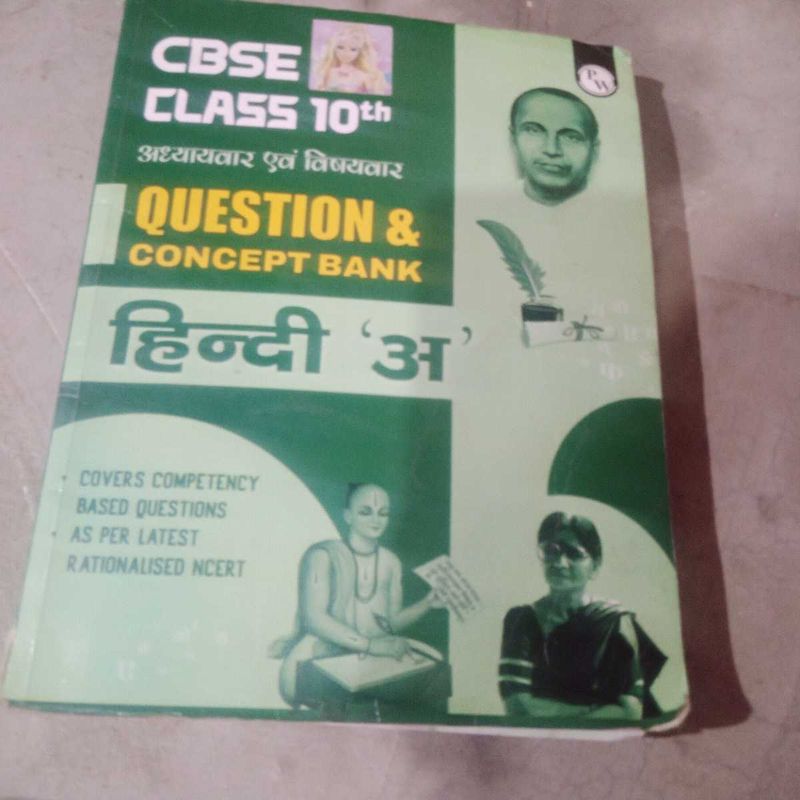 CBSE
CLASS 10th
PW
अध्यायवार एवं विषयवार
QUESTION &
CONCEPT BANK
हिन्दी ‘अ’
COVERS COMPETENCY
BASED QUESTIONS
AS PER LATEST
RATIONALISED NCERT